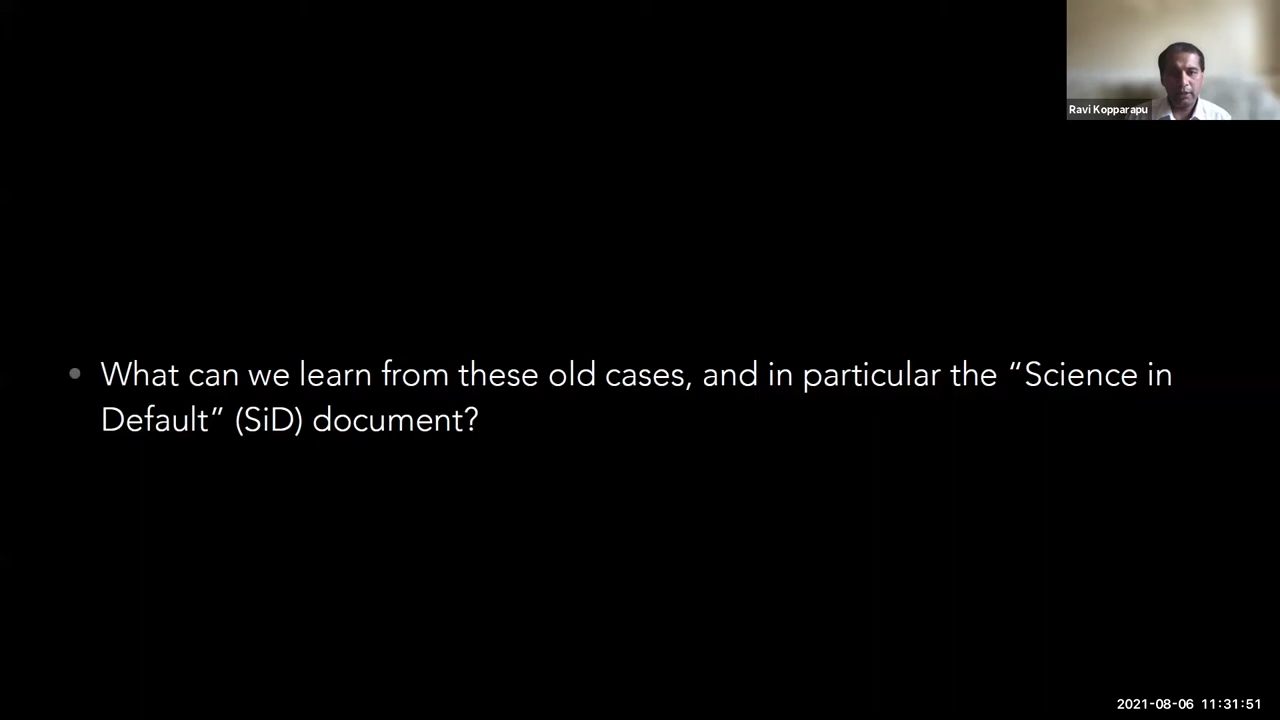 Ravi Kopparapu
• What can we learn from these old cases, and in particular the “Science in
Default” (SiD) document?
2021-08-06 11:31:51